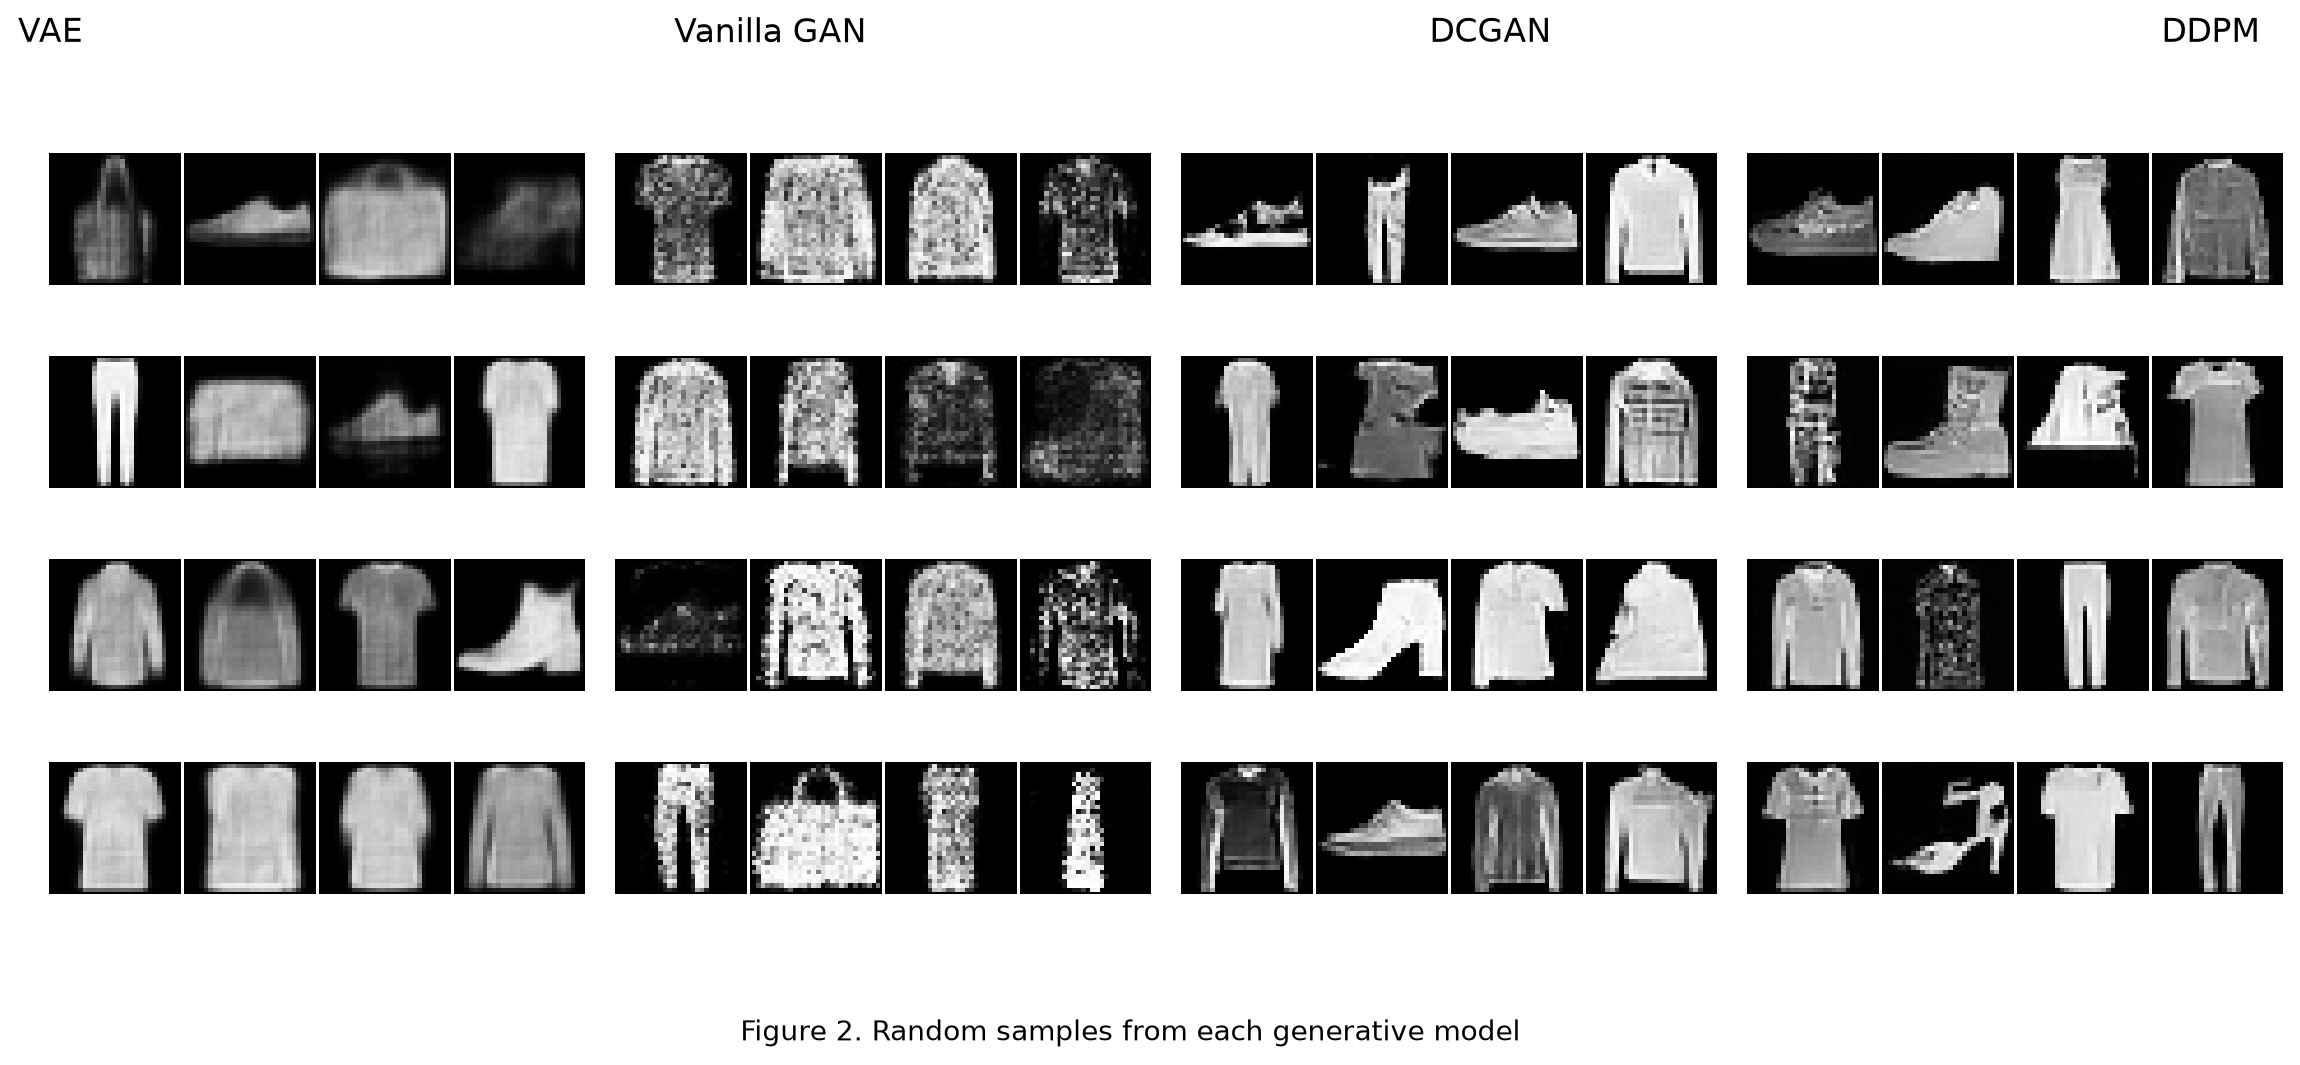 VAE
Vanilla GAN
DCGAN
DDPM
Figure 2. Random samples from each generative model